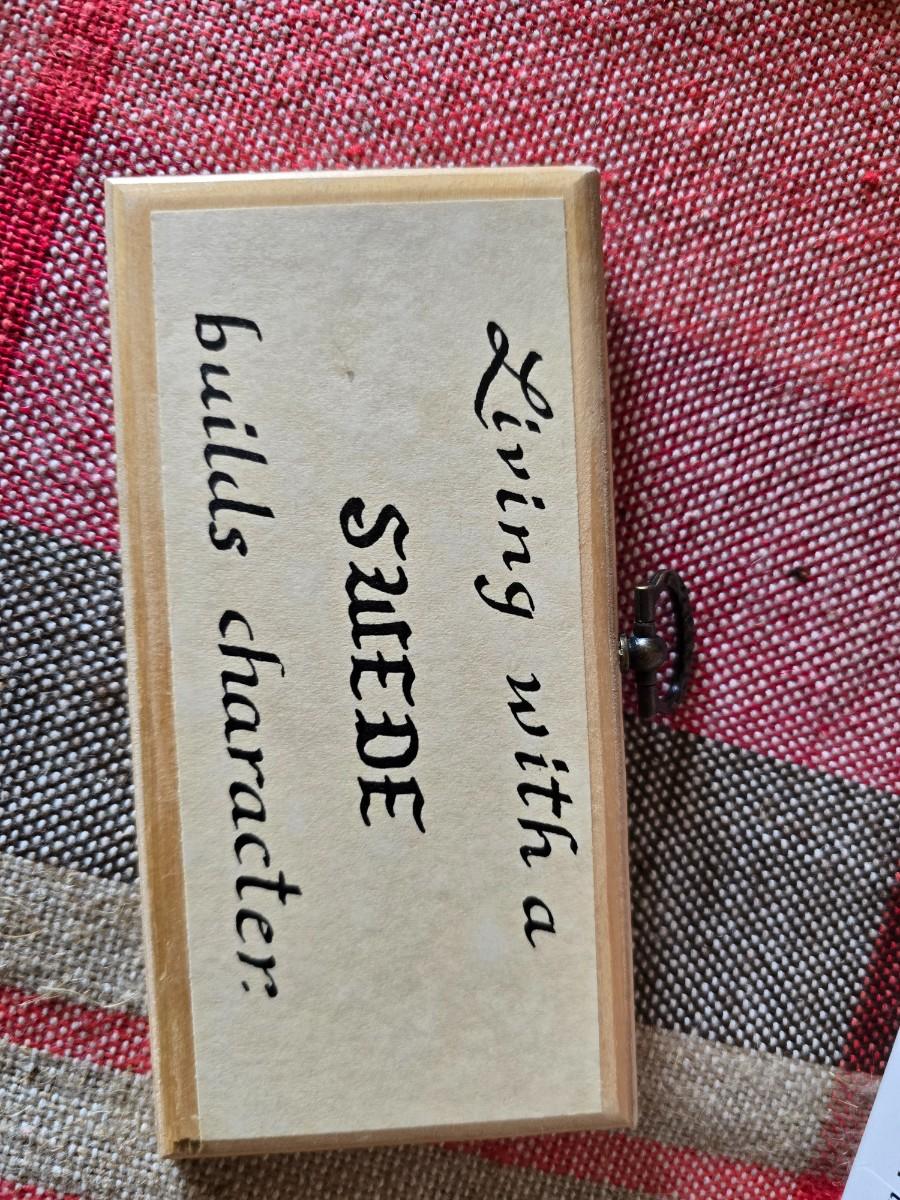 Living with a
SWEDE
builds character.